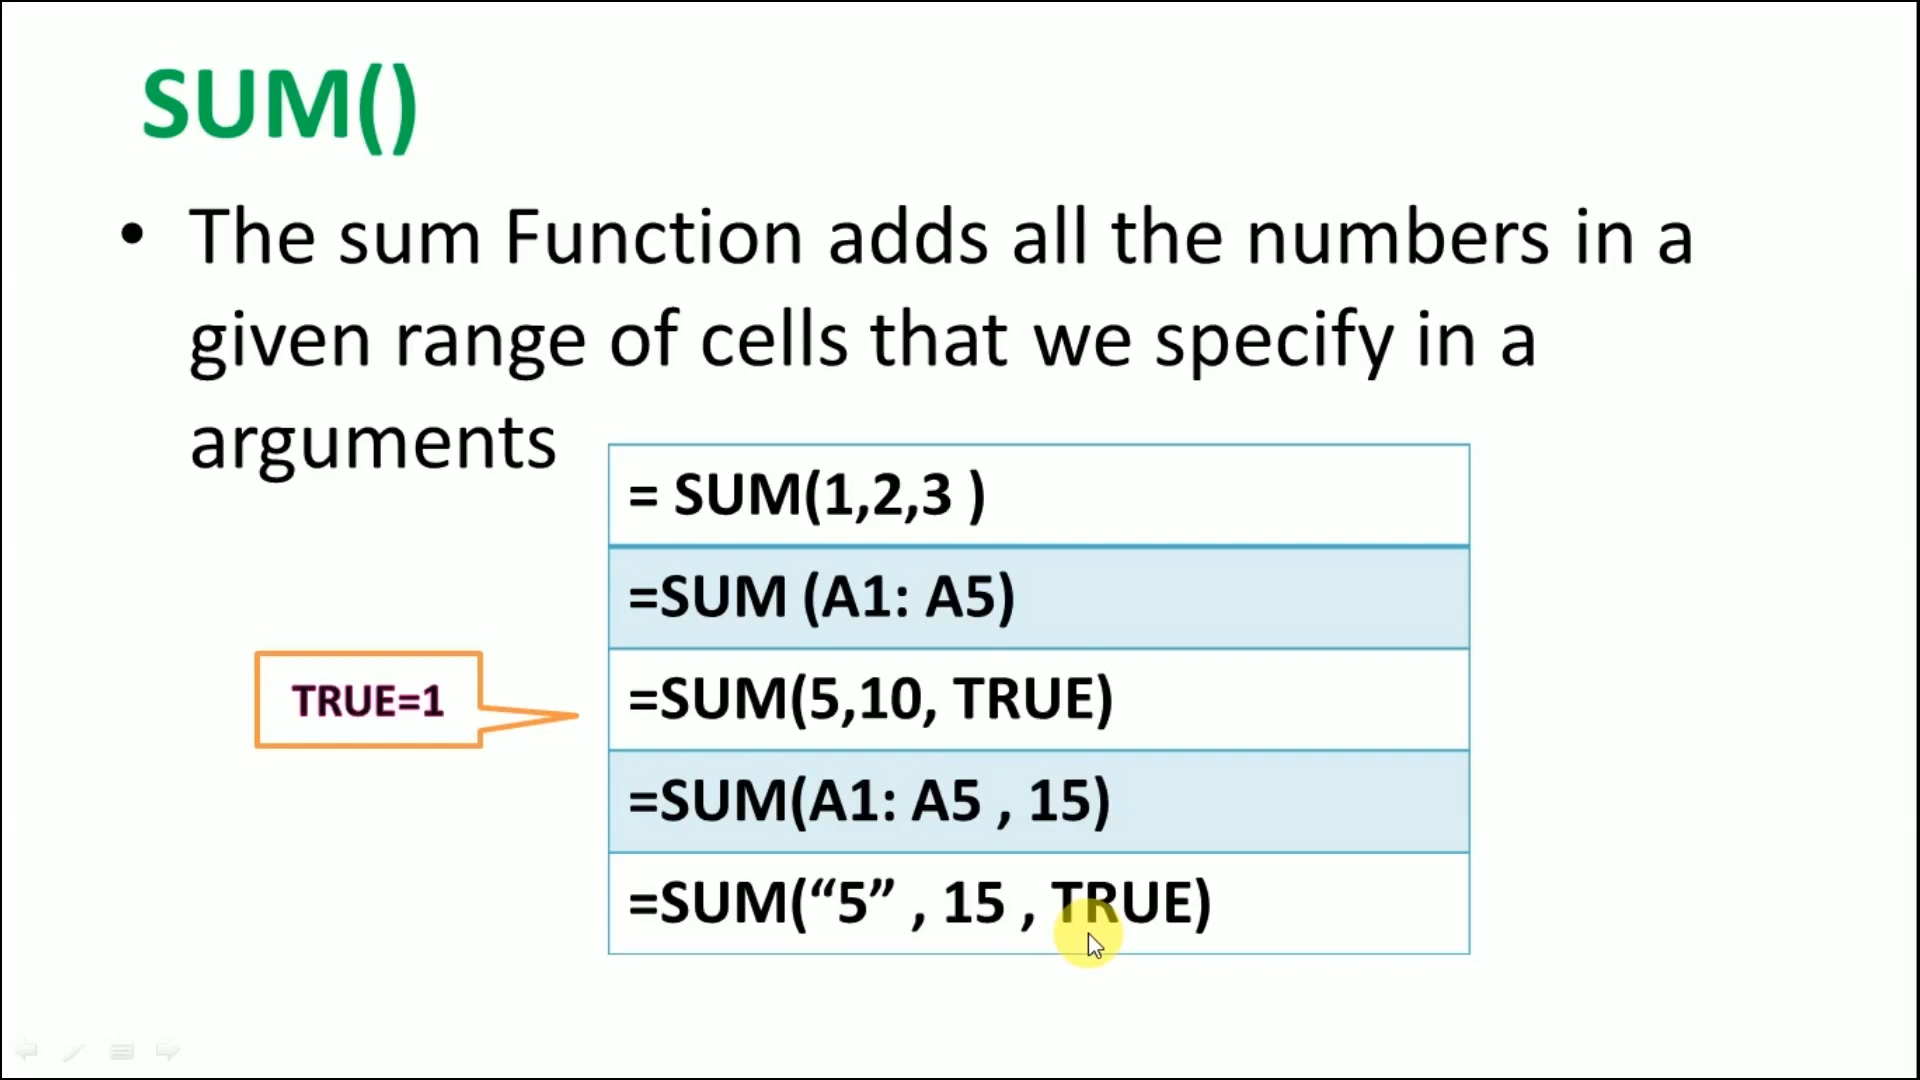 SUM()
• The sum Function adds all the numbers in a
given range of cells that we specify in a
arguments
= SUM(1,2,3 )
=SUM (A1: A5)
TRUE=1
=SUM(5,10, TRUE)
=SUM(A1: A5 , 15)
=SUM(“5” , 15 , TRUE)